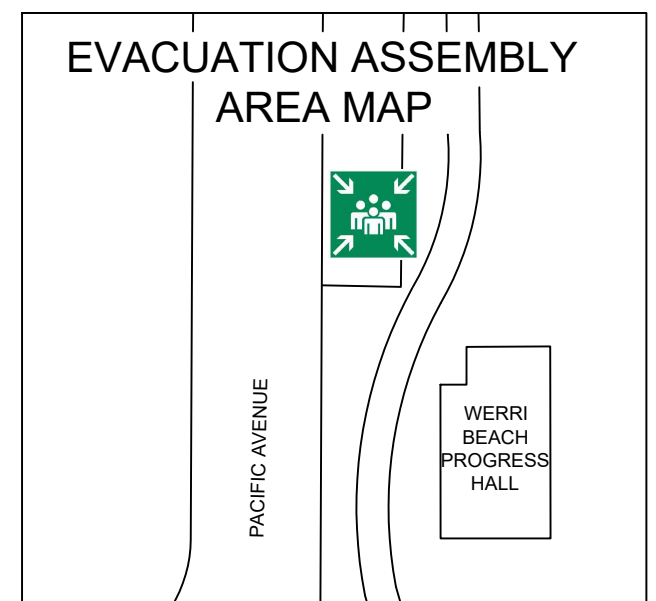 EVACUATION ASSEMBLY
AREA MAP
PACIFIC AVENUE
WERRI
BEACH
PROGRESS
HALL